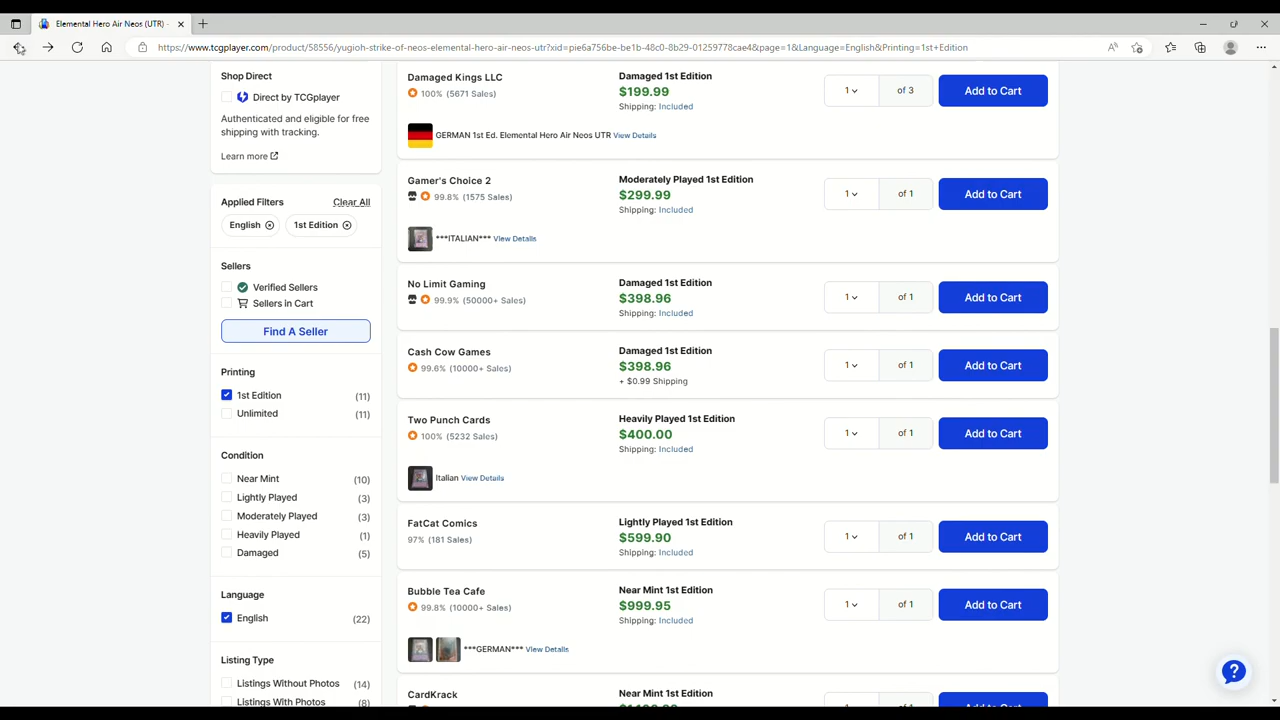 Elemental Hero Air Neos (UTR) -
https://www.tcgplayer.com/product/58556/yugioh-strike-of-neos-elemental-hero-air-neos-utr?xid=pie6a756be-be1b-48c0-8b29-01259778cae4&page=1&Language=English&Printing=1st+Edition
Shop Direct
Direct by TCGplayer
Authenticated and eligible for free
shipping with tracking.
Learn more
Applied Filters Clear All
English 1st Edition
Sellers
Verified Sellers
Sellers in Cart
Find A Seller
Printing
1st Edition (11)
Unlimited (11)
Condition
Near Mint (10)
Lightly Played (3)
Moderately Played (3)
Heavily Played (1)
Damaged (5)
Language
English (22)
Listing Type
Listings Without Photos (14)
Listings With Photos (8)
Damaged Kings LLC
100% (5671 Sales)
Damaged 1st Edition
$199.99
Shipping: Included
1 of 3 Add to Cart
GERMAN 1st Ed. Elemental Hero Air Neos UTR View Details
Gamer's Choice 2
99.8% (1575 Sales)
Moderately Played 1st Edition
$299.99
Shipping: Included
1 of 1 Add to Cart
***ITALIAN*** View Details
No Limit Gaming
99.9% (50000+ Sales)
Damaged 1st Edition
$398.96
Shipping: Included
1 of 1 Add to Cart
Cash Cow Games
99.6% (10000+ Sales)
Damaged 1st Edition
$398.96
+ $0.99 Shipping
1 of 1 Add to Cart
Two Punch Cards
100% (5232 Sales)
Heavily Played 1st Edition
$400.00
Shipping: Included
1 of 1 Add to Cart
Italian View Details
FatCat Comics
97% (181 Sales)
Lightly Played 1st Edition
$599.90
Shipping: Included
1 of 1 Add to Cart
Bubble Tea Cafe
99.8% (10000+ Sales)
Near Mint 1st Edition
$999.95
Shipping: Included
1 of 1 Add to Cart
***GERMAN*** View Details
CardKrack
Near Mint 1st Edition